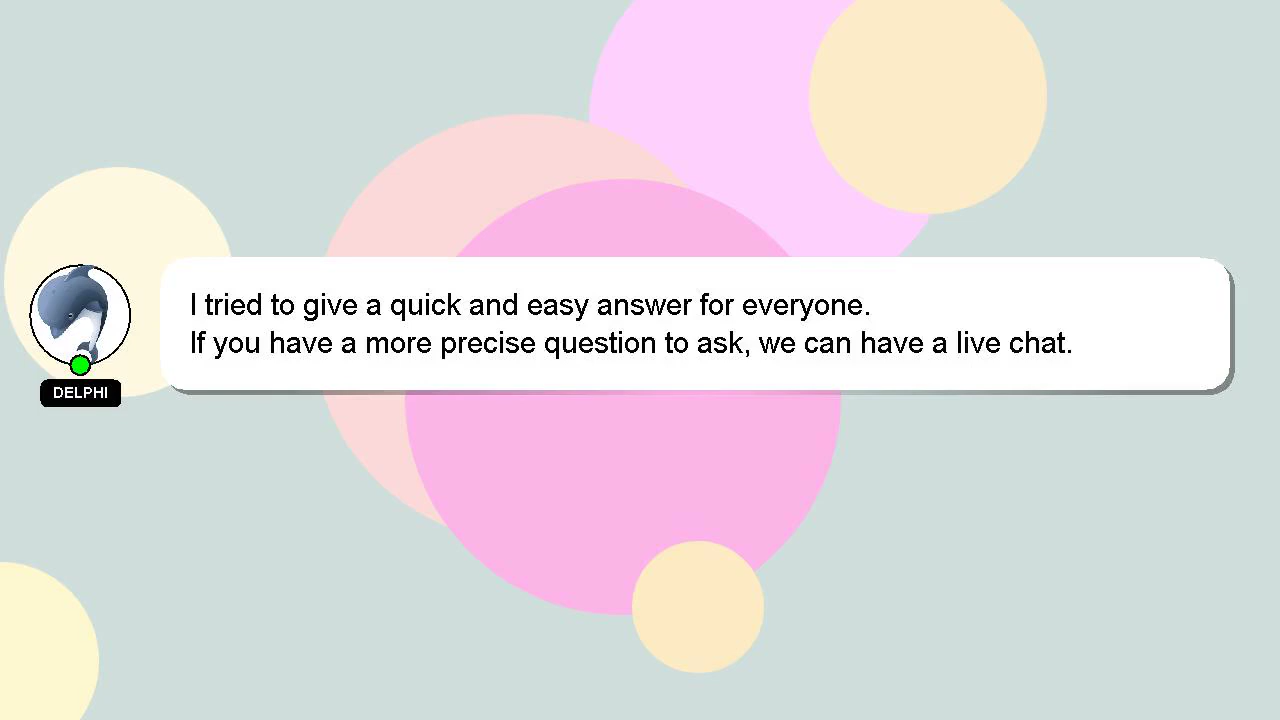 I tried to give a quick and easy answer for everyone.
If you have a more precise question to ask, we can have a live chat.
DELPHI